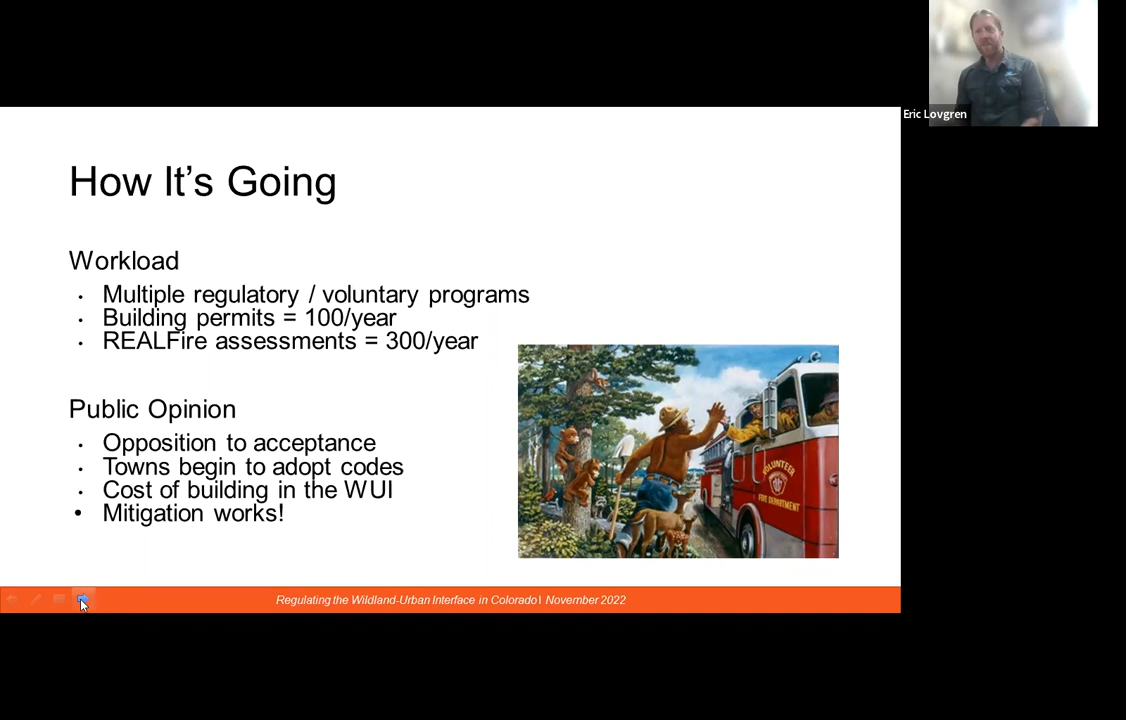 Eric Lovgren
How It's Going
Workload
• Multiple regulatory / voluntary programs
• Building permits = 100/year
• REALFire assessments = 300/year
Public Opinion
• Opposition to acceptance
• Towns begin to adopt codes
• Cost of building in the WUI
• Mitigation works!
VOLUNTEER
FIRE DEPARTMENT
Regulating the Wildland-Urban Interface in Colorado| November 2022